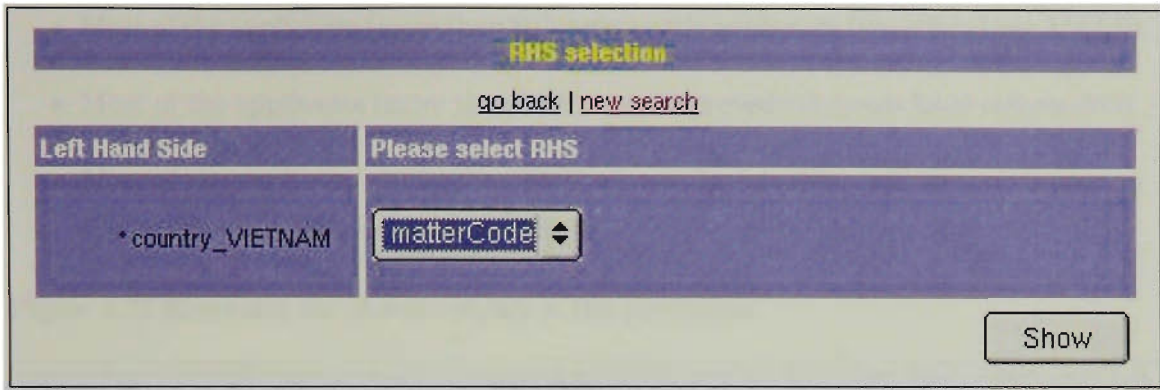 RHS selection
go back | new search
Left Hand Side Please select RHS
*country_VIETNAM matterCode
Show